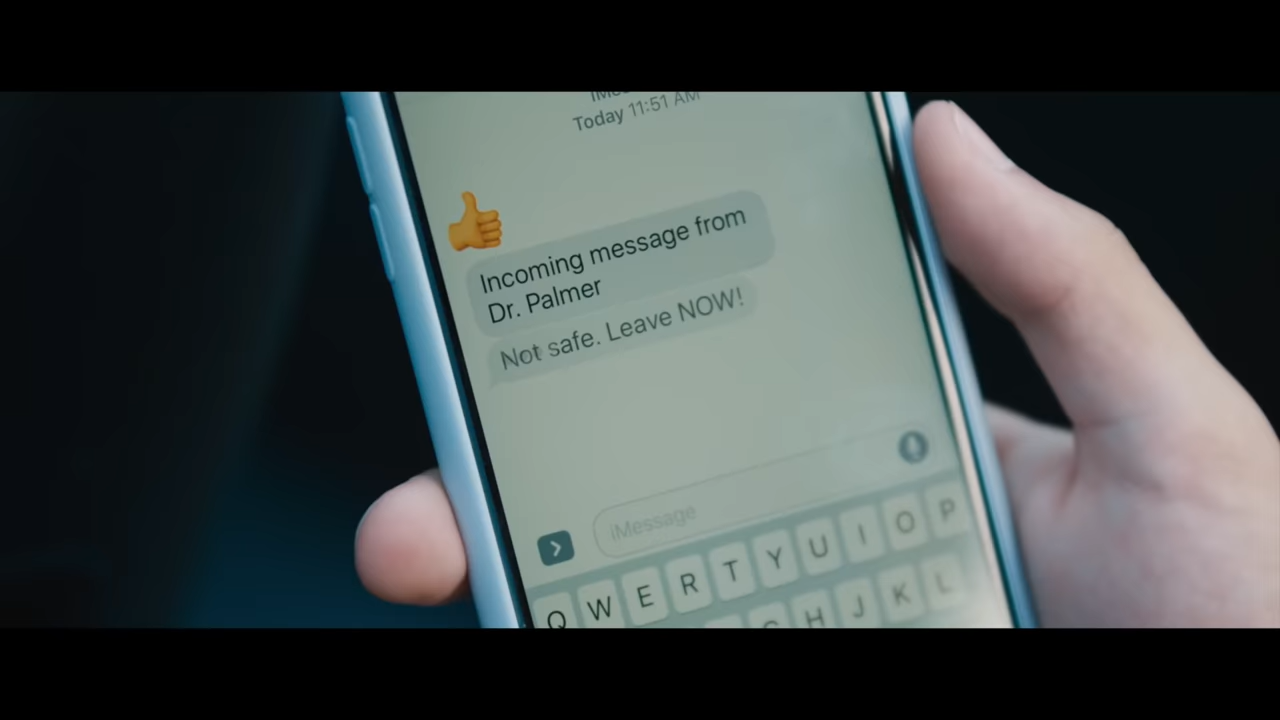 Today 11:51 AM
👍
Incoming message from
Dr. Palmer
Not safe. Leave NOW!
iMessage
Q W E R T Y U I O P
H J K L